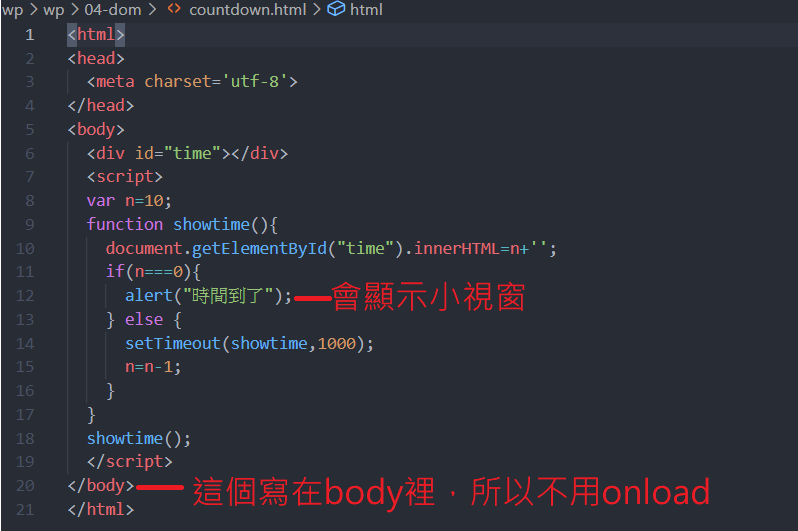 wp > wp > 04-dom > <> countdown.html > html
1 <html>
2 <head>
3 <meta charset='utf-8'>
4 </head>
5 <body>
6 <div id="time"></div>
7 <script>
8 var n=10;
9 function showtime(){
10 document.getElementById("time").innerHTML=n+'';
11 if(n===0){
12 alert("時間到了"); 會顯示小視窗
13 } else {
14 setTimeout(showtime,1000);
15 n=n-1;
16 }
17 }
18 showtime();
19 </script>
20 </body> 這個寫在body裡，所以不用onload
21 </html>